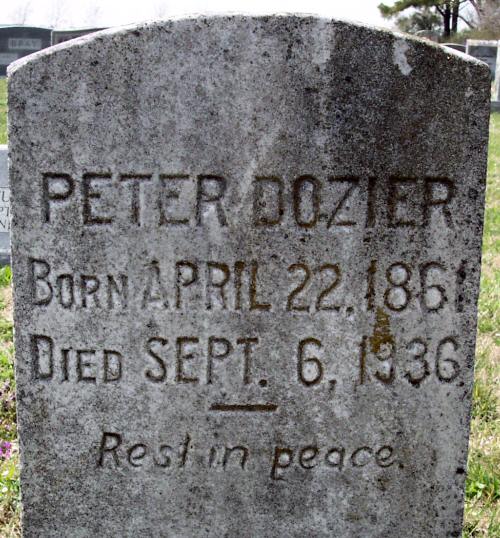 PETER DOZIER
BORN APRIL 22, 1861
DIED SEPT. 6, 1936
Rest in peace.